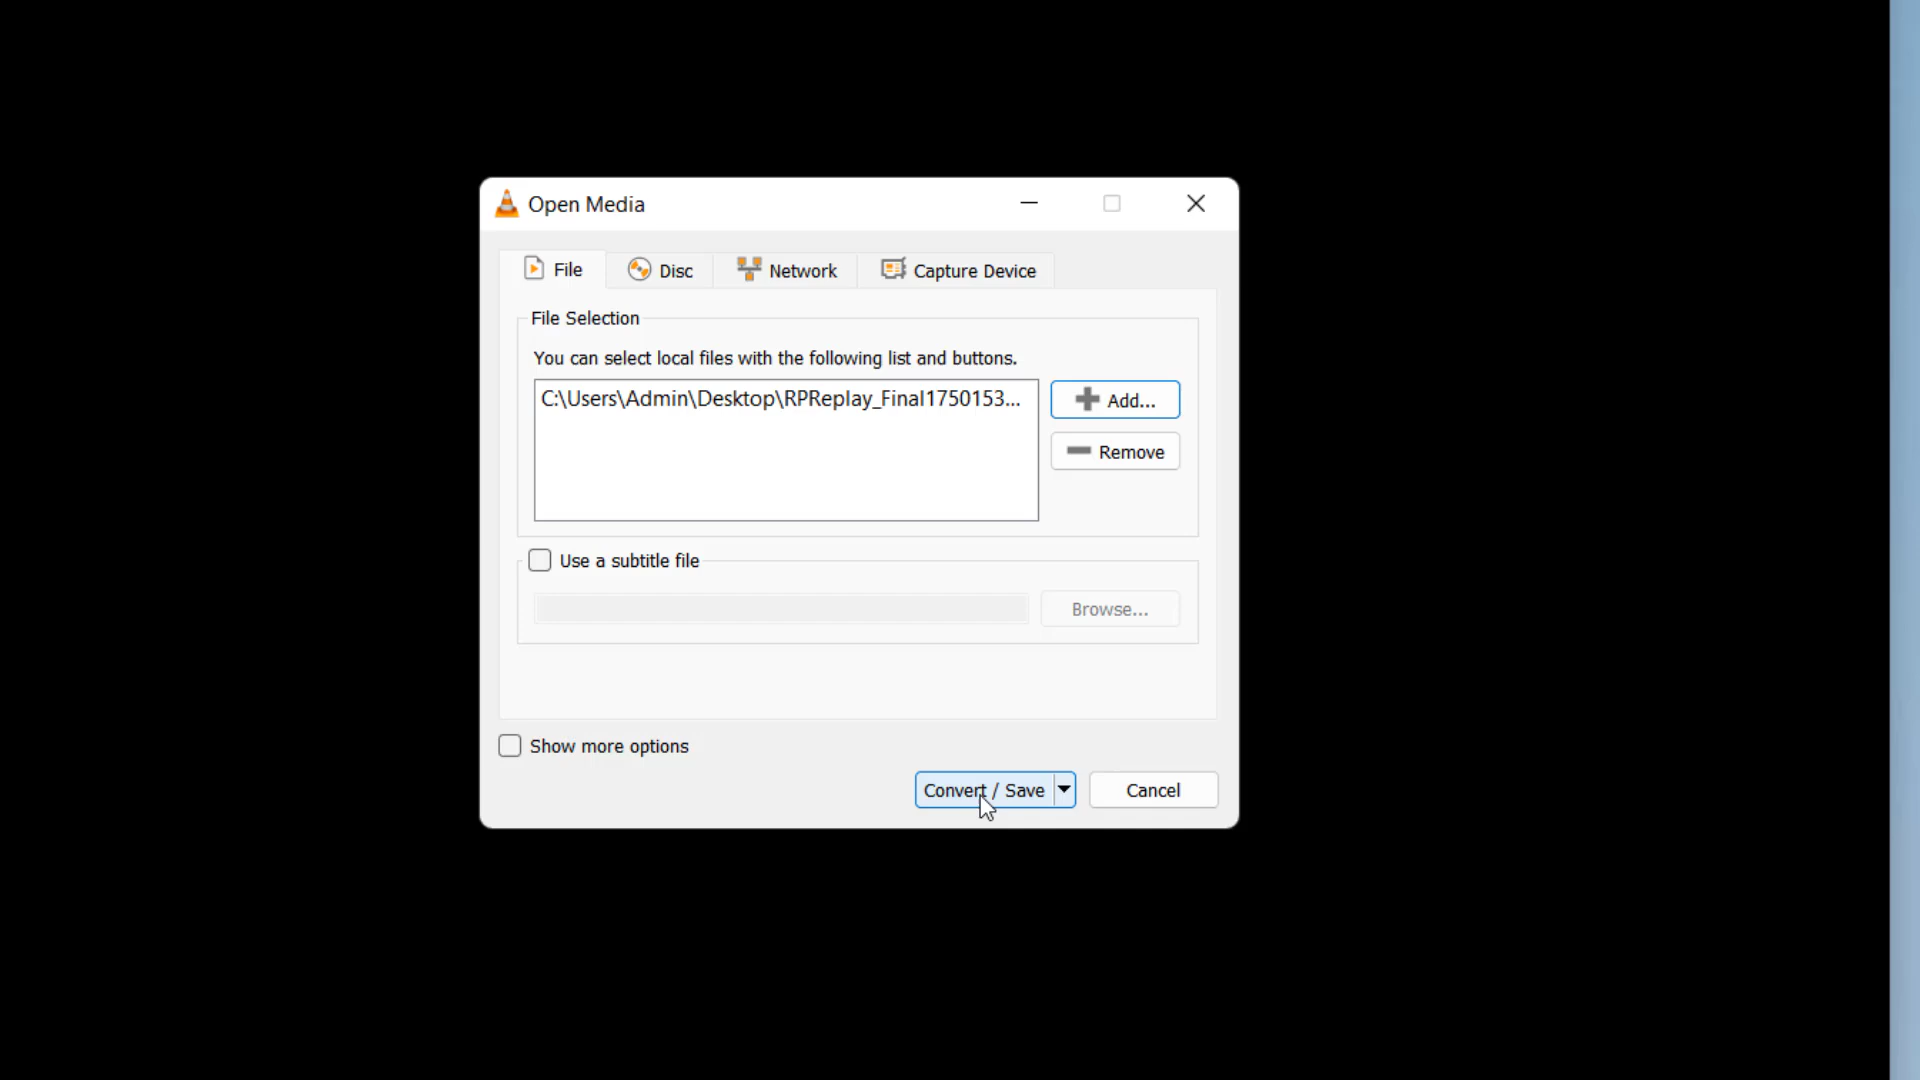 Open Media
File
Disc
Network
Capture Device
File Selection
You can select local files with the following list and buttons.
C:\Users\Admin\Desktop\RPReplay_Final1750153...
Add...
Remove
Use a subtitle file
Browse...
Show more options
Convert / Save
Cancel